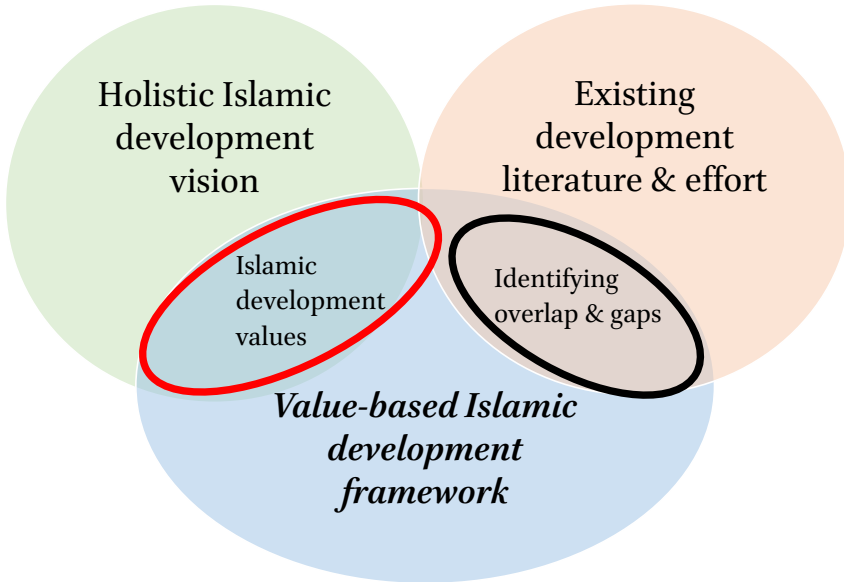 Holistic Islamic
development
vision
Existing
development
literature & effort
Islamic
development
values
Identifying
overlap & gaps
Value-based Islamic
development
framework